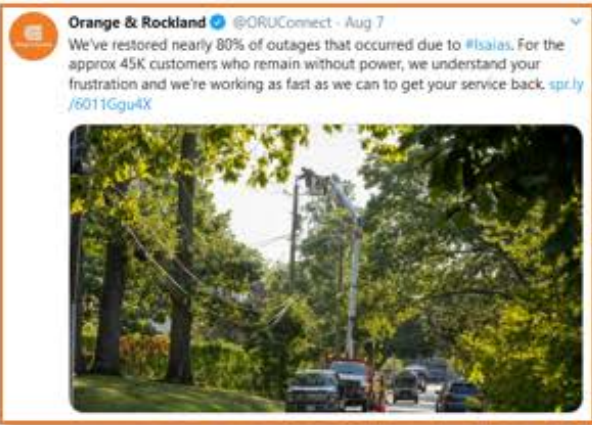 Orange & Rockland @ORUConnect · Aug 7
We've restored nearly 80% of outages that occurred due to #Isaias. For the
approx 45K customers who remain without power, we understand your
frustration and we're working as fast as we can to get your service back. spr.ly
/6011Ggu4X